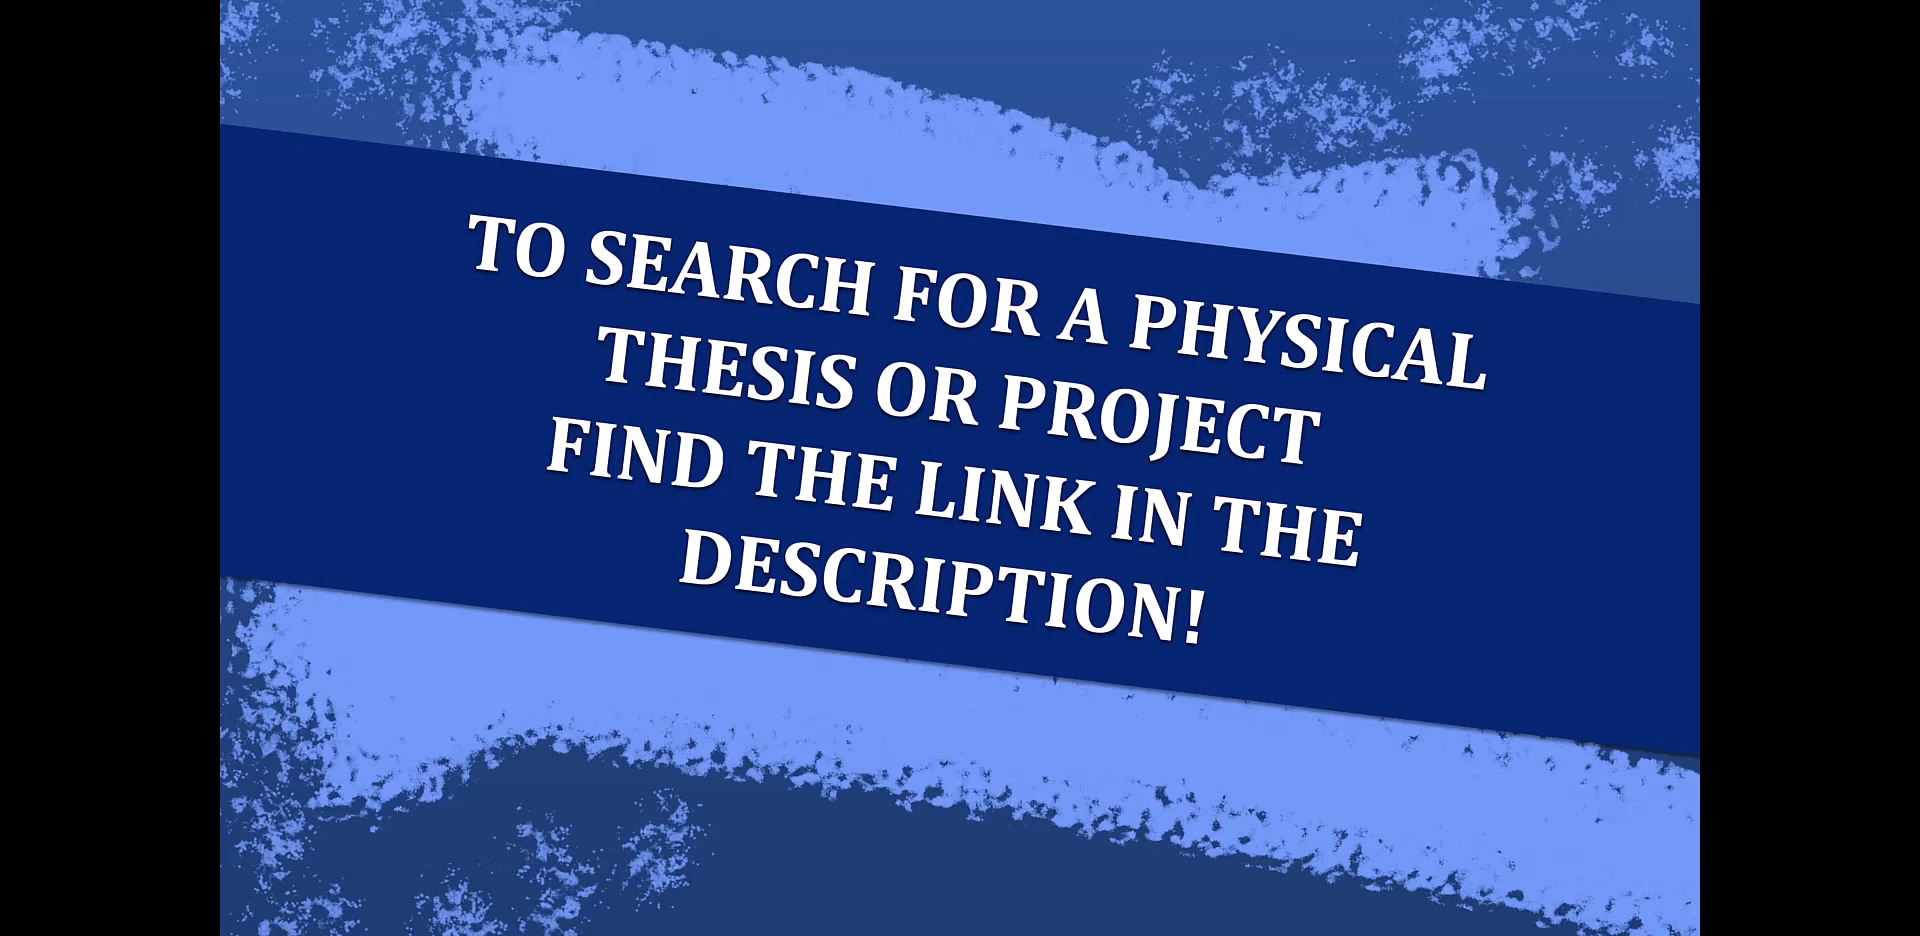 TO SEARCH FOR A PHYSICAL
THESIS OR PROJECT
FIND THE LINK IN THE
DESCRIPTION!